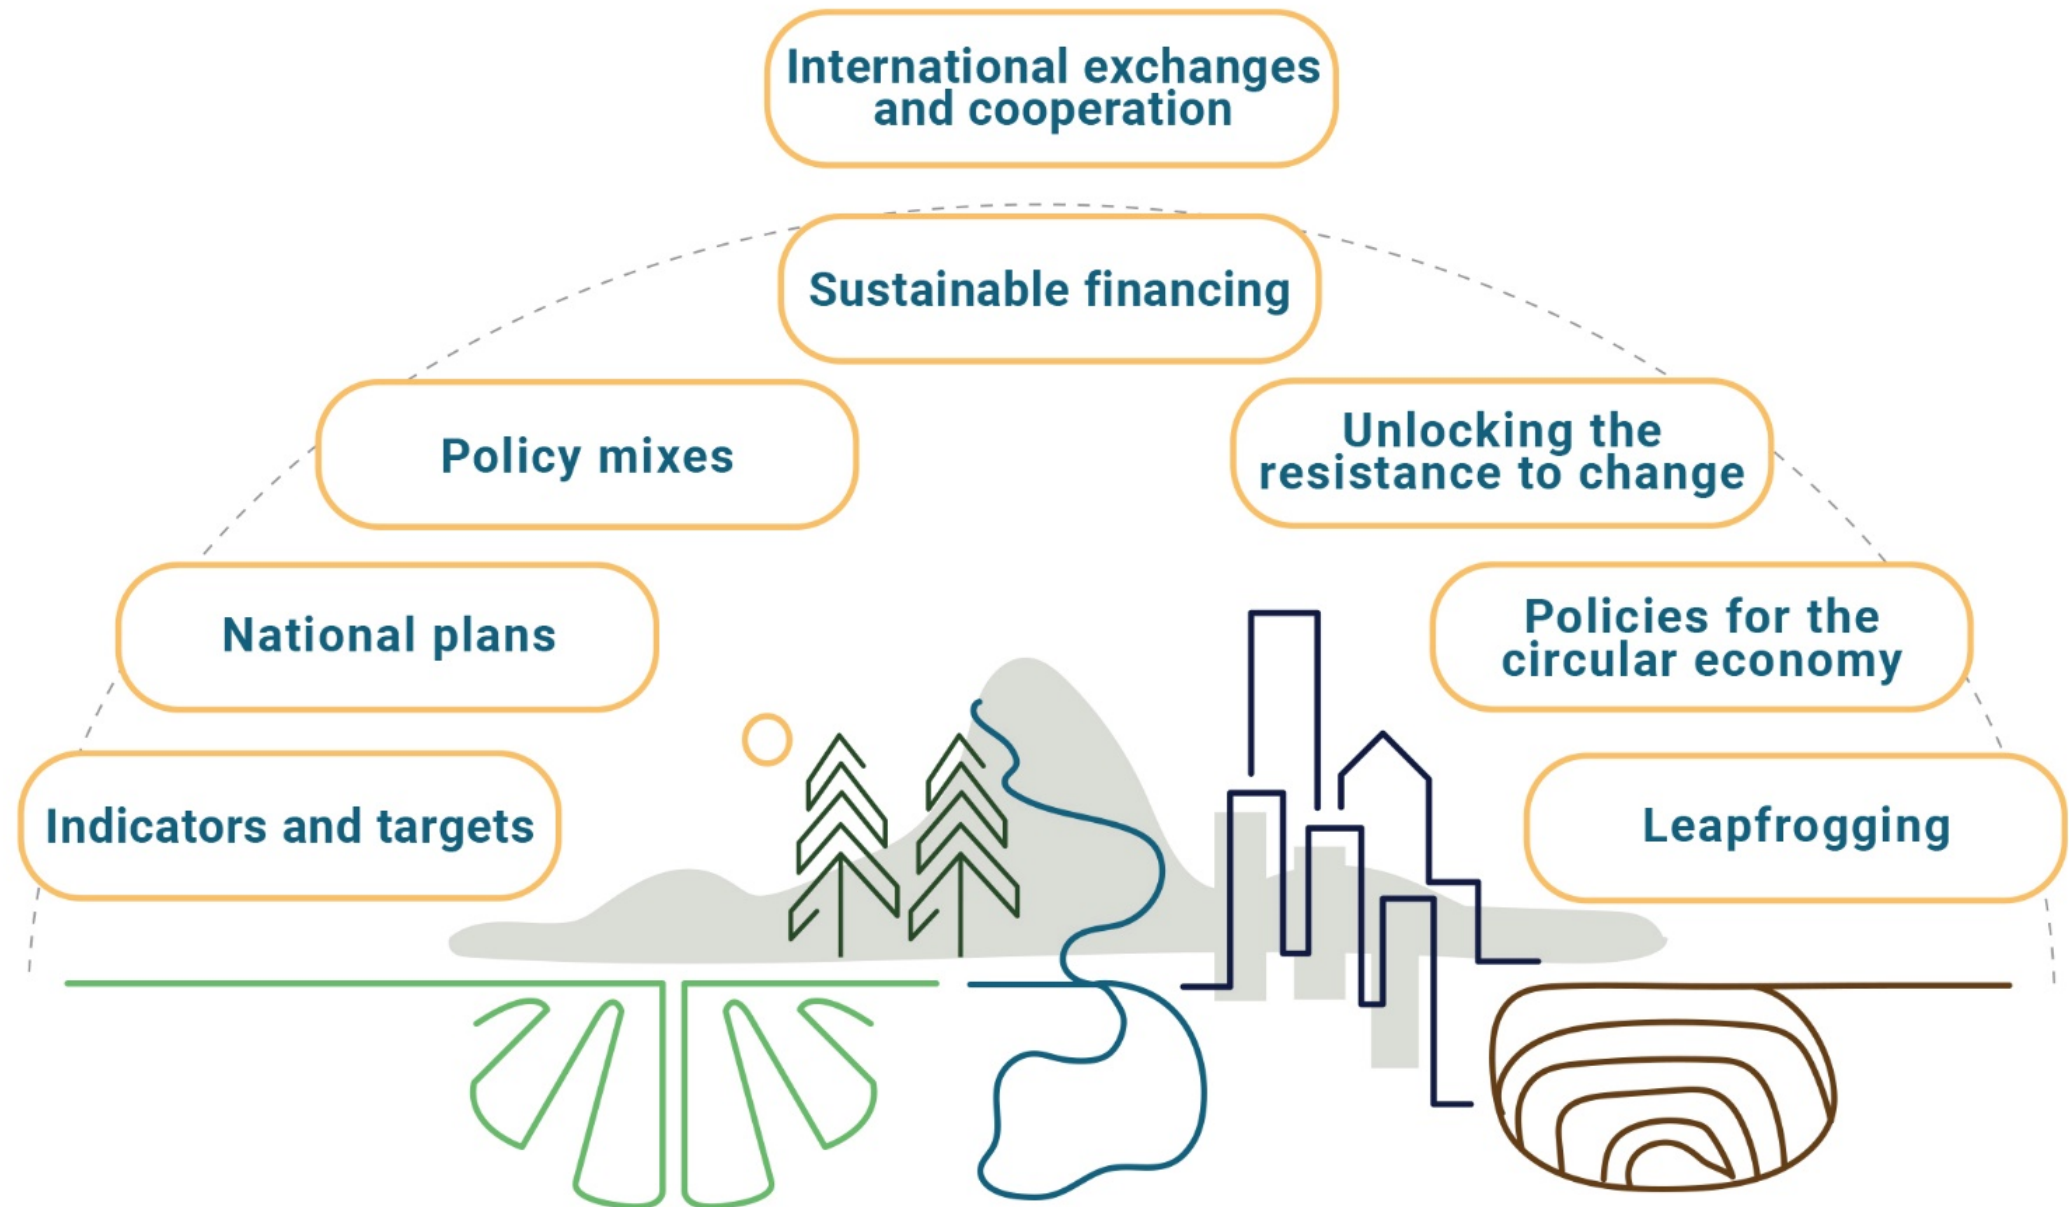 International exchanges
and cooperation
Sustainable financing
Policy mixes
Unlocking the
resistance to change
National plans
Policies for the
circular economy
Indicators and targets
Leapfrogging